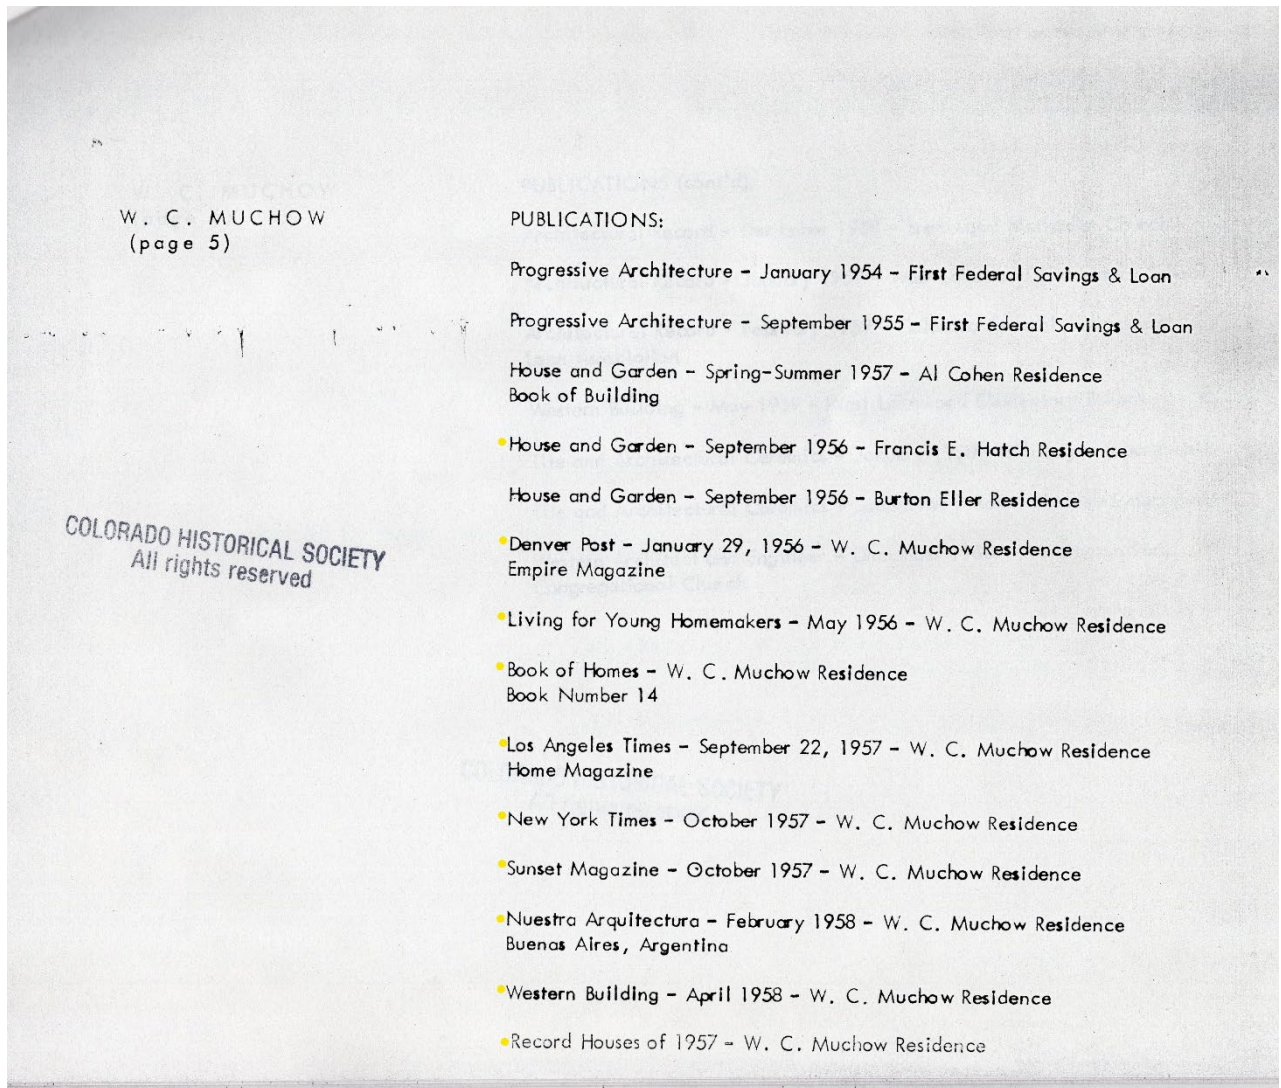 W. C. MUCHOW
(page 5)
PUBLICATIONS:
Progressive Architecture - January 1954 - First Federal Savings & Loan
Progressive Architecture - September 1955 - First Federal Savings & Loan
House and Garden - Spring-Summer 1957 - Al Cohen Residence
Book of Building
House and Garden - September 1956 - Francis E. Hatch Residence
House and Garden - September 1956 - Burton Eller Residence
COLORADO HISTORICAL SOCIETY
All rights reserved
Denver Post - January 29, 1956 - W. C. Muchow Residence
Empire Magazine
Living for Young Homemakers - May 1956 - W. C. Muchow Residence
Book of Homes - W. C. Muchow Residence
Book Number 14
Los Angeles Times - September 22, 1957 - W. C. Muchow Residence
Home Magazine
New York Times - October 1957 - W. C. Muchow Residence
Sunset Magazine - October 1957 - W. C. Muchow Residence
Nuestra Arquitectura - February 1958 - W. C. Muchow Residence
Buenas Aires, Argentina
Western Building - April 1958 - W. C. Muchow Residence
Record Houses of 1957 - W. C. Muchow Residence